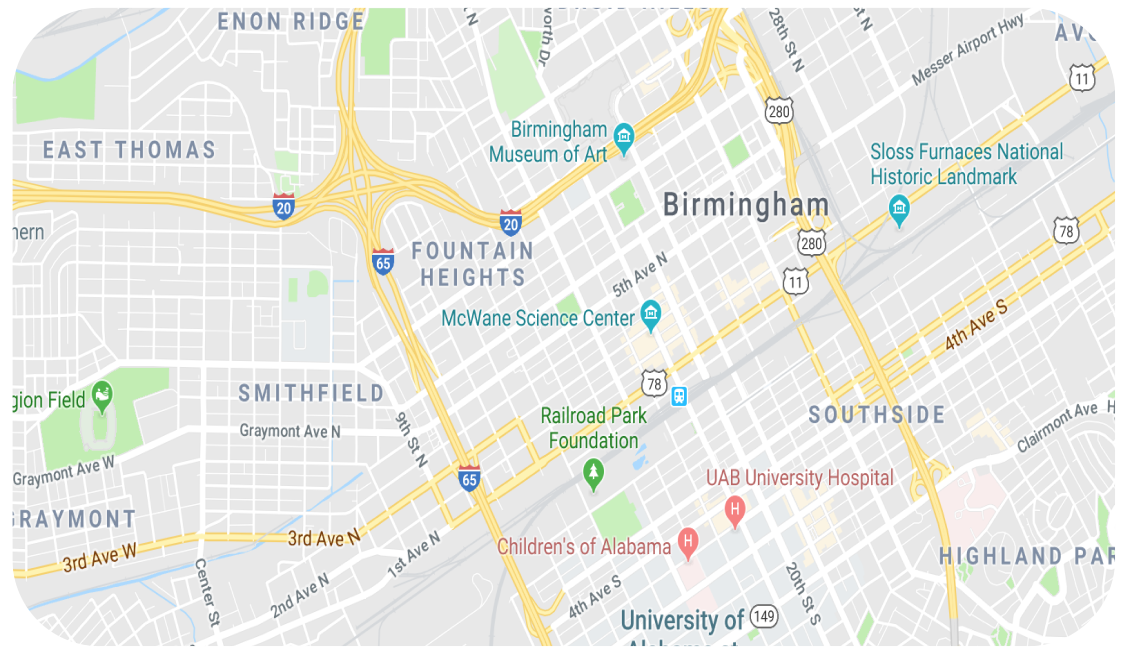 ENON RIDGE
28th St N
Messer Airport Hwy
11
280
EAST THOMAS
Birmingham
Museum of Art
Sloss Furnaces National
Historic Landmark
20
20
Birmingham
78
280
65
FOUNTAIN
HEIGHTS
5th Ave N
11
McWane Science Center
4th Ave S
78
SMITHFIELD
Field
Railroad Park
Foundation
SOUTHSIDE
9th St N
Graymont Ave N
Clairmont Ave
Graymont Ave W
65
UAB University Hospital
H
3rd Ave W
3rd Ave N
1st Ave N
Children's of Alabama
H
HIGHLAND
Center St
2nd Ave N
4th Ave S
20th St S
University of
149